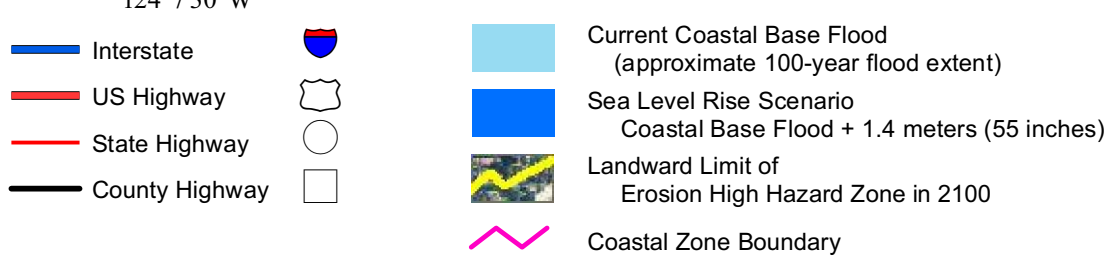 Interstate
US Highway
State Highway
County Highway
Current Coastal Base Flood
(approximate 100-year flood extent)
Sea Level Rise Scenario
Coastal Base Flood + 1.4 meters (55 inches)
Landward Limit of
Erosion High Hazard Zone in 2100
Coastal Zone Boundary